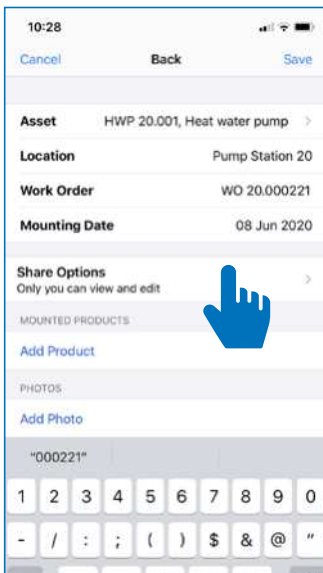 10:28
Cancel Back Save
Asset HWP 20.001, Heat water pump
Location Pump Station 20
Work Order WO 20.000221
Mounting Date 08 Jun 2020
Share Options
Only you can view and edit
MOUNTED PRODUCTS
Add Product
PHOTOS
Add Photo
"000221"
1 2 3 4 5 6 7 8 9 0
- / : ; ( ) $ & @ "